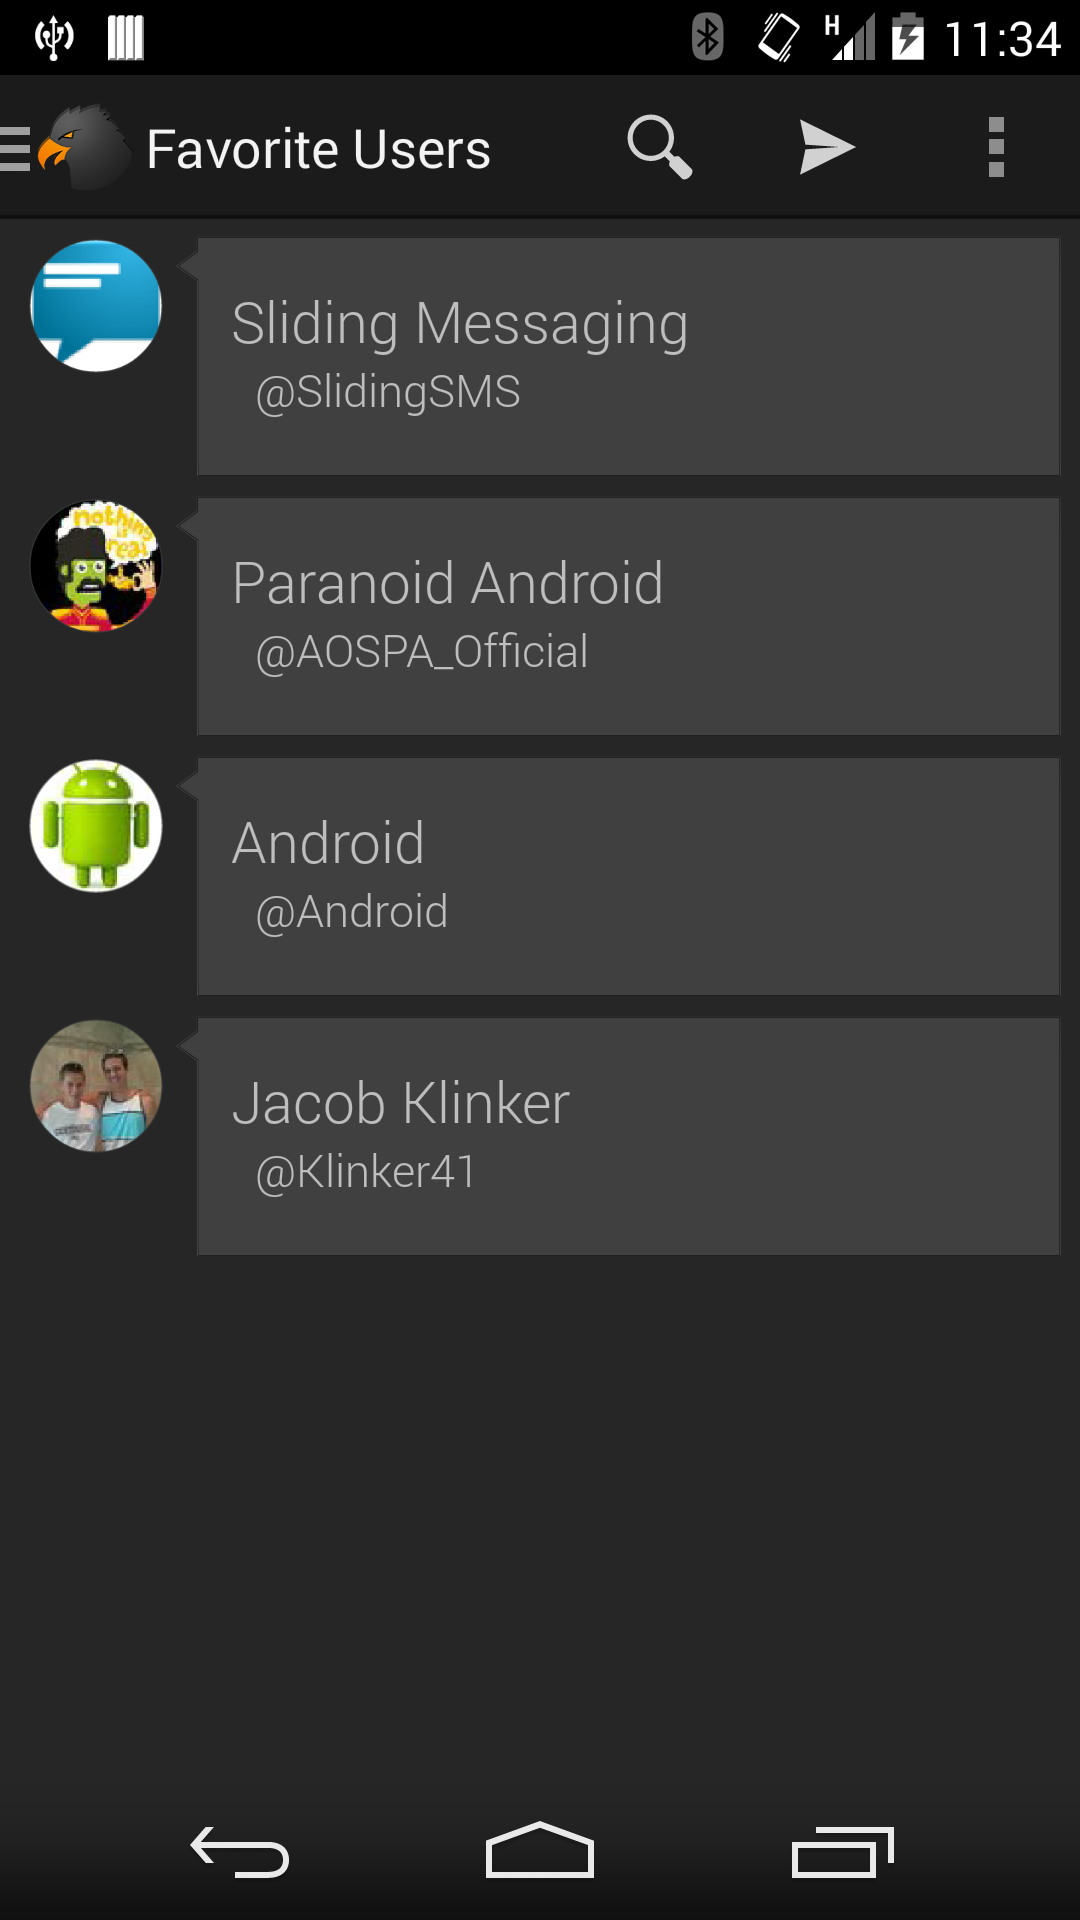 H 11:34
Favorite Users
Sliding Messaging
@SlidingSMS
nothing
is
real
Paranoid Android
@AOSPA_Official
Android
@Android
Jacob Klinker
@Klinker41